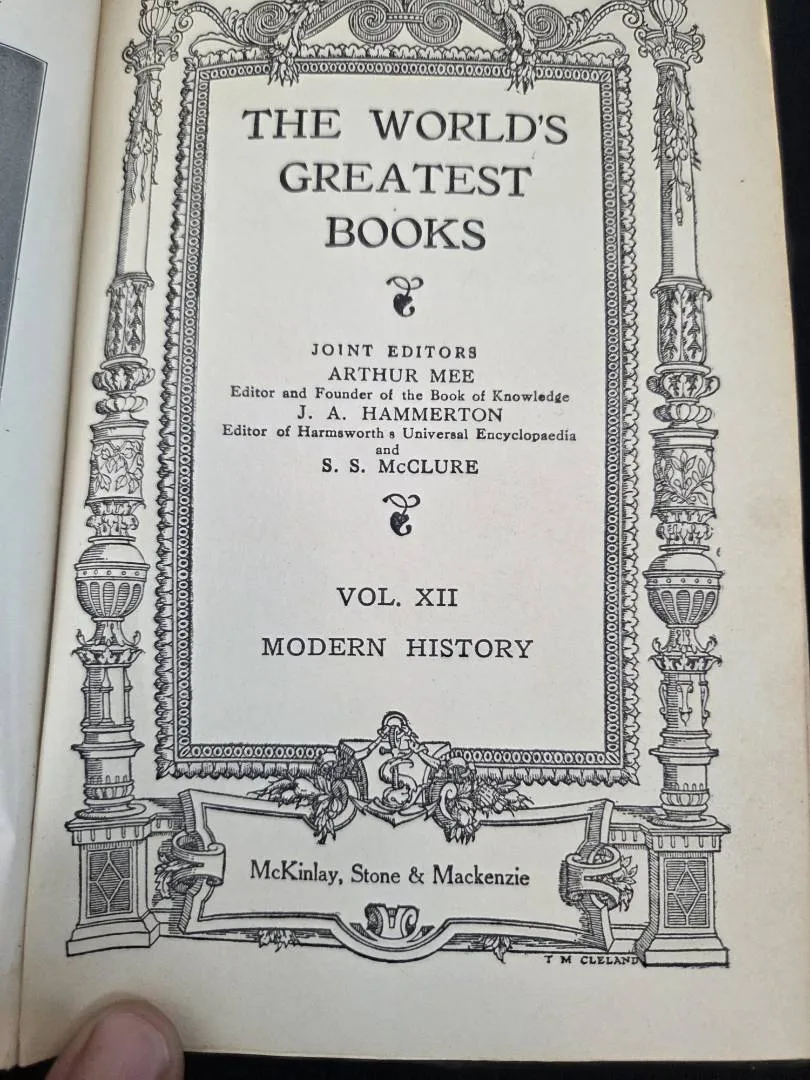 THE WORLD'S
GREATEST
BOOKS
JOINT EDITORS
ARTHUR MEE
Editor and Founder of the Book of Knowledge
J. A. HAMMERTON
Editor of Harmsworth s Universal Encyclopaedia
and
S. S. McCLURE
VOL. XII
MODERN HISTORY
McKinlay, Stone & Mackenzie
T M CLELAND